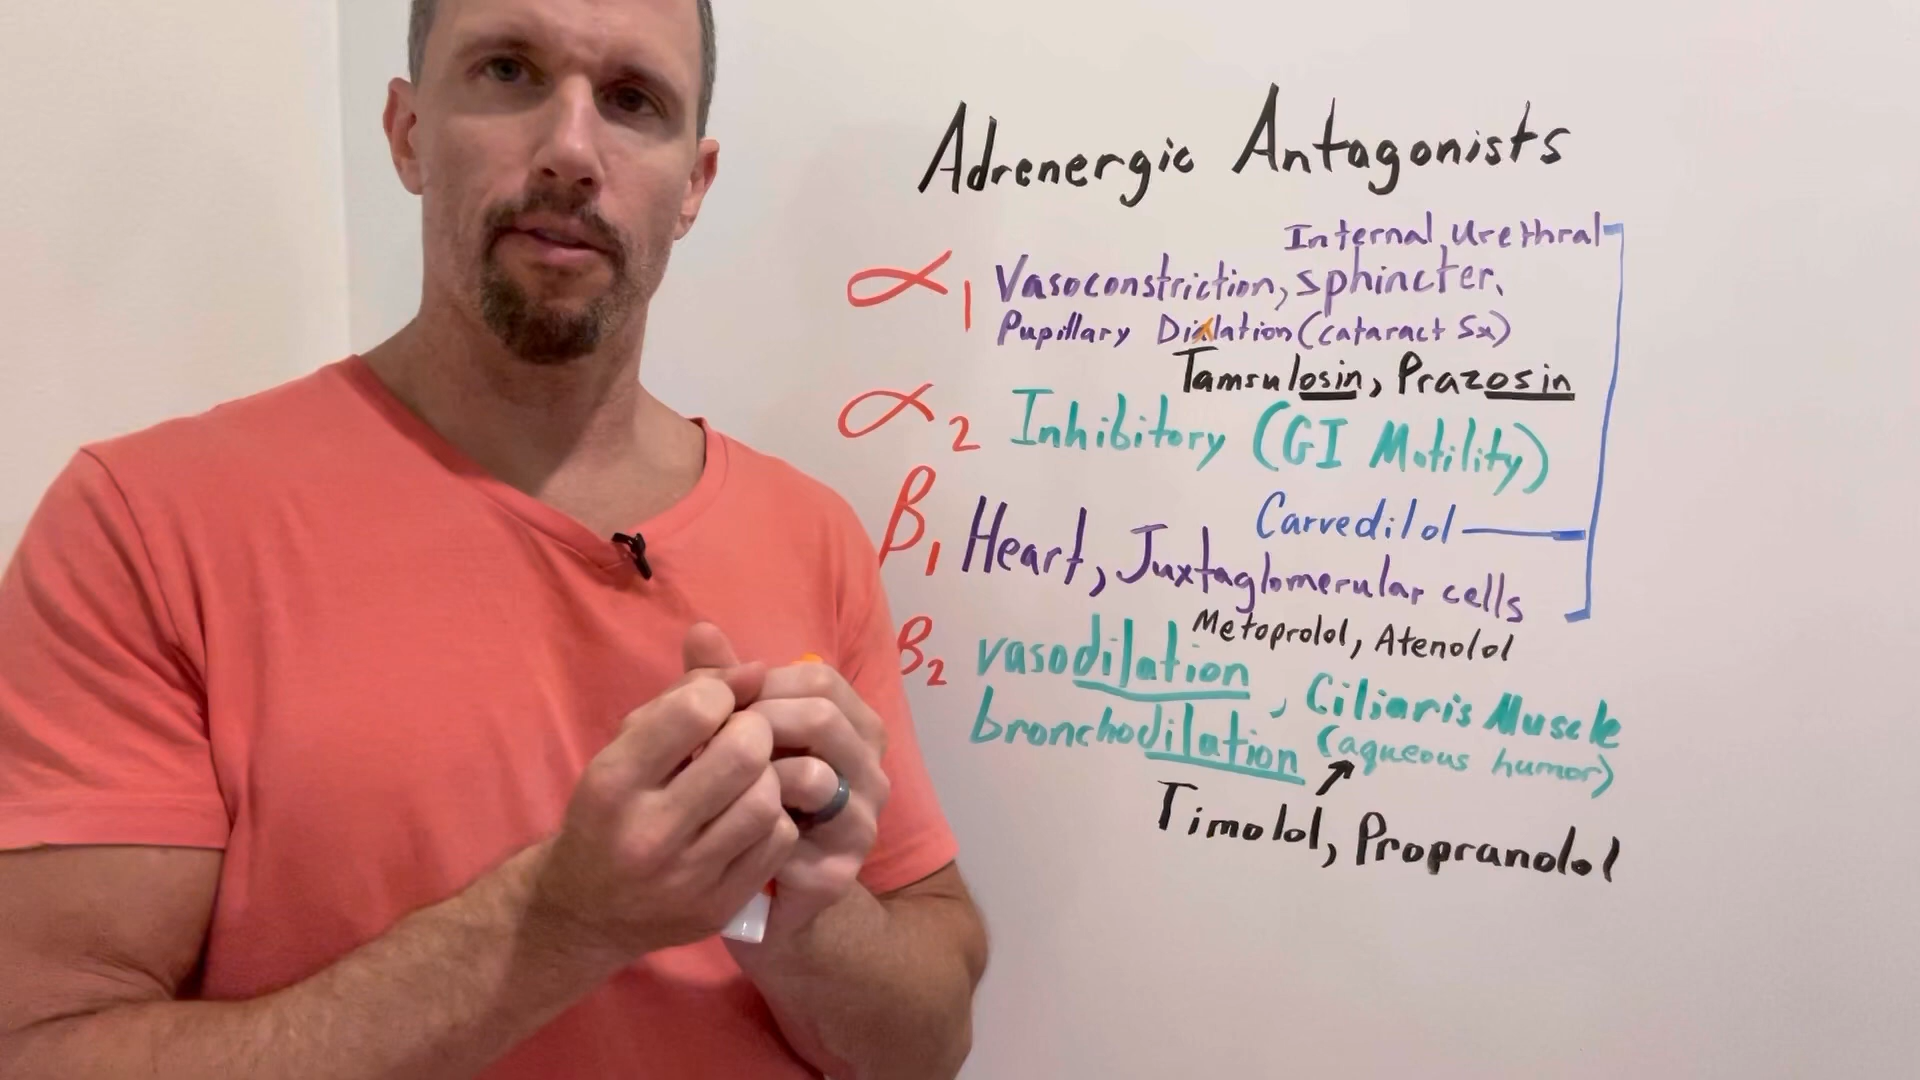 Adrenergic Antagonists
Internal Urethral
α1 Vasoconstriction, sphincter,
Pupillary Dialation (cataract Sx)
Tamsulosin, Prazosin
α2 Inhibitory (GI Motility)
Carvedilol
β1 Heart, Juxtaglomerular cells
Metoprolol, Atenolol
β2 vasodilation, Ciliaris Muscle
bronchodilation (aqueous humor)
Timolol, Propranolol